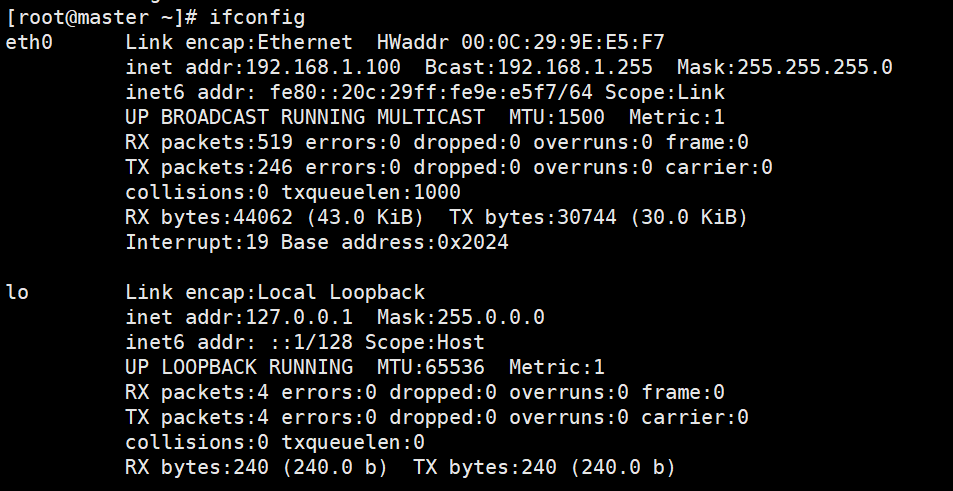 [root@master ~]# ifconfig
eth0      Link encap:Ethernet  HWaddr 00:0C:29:9E:E5:F7
          inet addr:192.168.1.100  Bcast:192.168.1.255  Mask:255.255.255.0
          inet6 addr: fe80::20c:29ff:fe9e:e5f7/64 Scope:Link
          UP BROADCAST RUNNING MULTICAST  MTU:1500  Metric:1
          RX packets:519 errors:0 dropped:0 overruns:0 frame:0
          TX packets:246 errors:0 dropped:0 overruns:0 carrier:0
          collisions:0 txqueuelen:1000
          RX bytes:44062 (43.0 KiB)  TX bytes:30744 (30.0 KiB)
          Interrupt:19 Base address:0x2024

lo        Link encap:Local Loopback
          inet addr:127.0.0.1  Mask:255.0.0.0
          inet6 addr: ::1/128 Scope:Host
          UP LOOPBACK RUNNING  MTU:65536  Metric:1
          RX packets:4 errors:0 dropped:0 overruns:0 frame:0
          TX packets:4 errors:0 dropped:0 overruns:0 carrier:0
          collisions:0 txqueuelen:0
          RX bytes:240 (240.0 b)  TX bytes:240 (240.0 b)